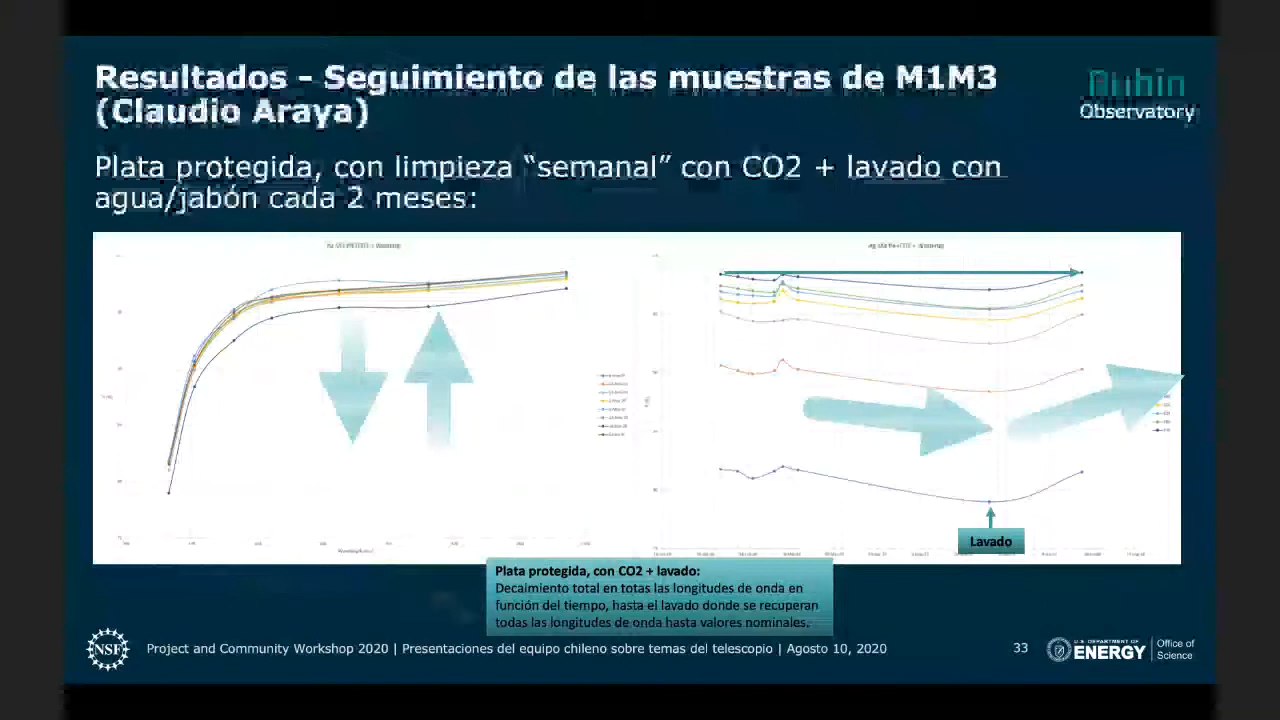 Resultados - Seguimiento de las muestras de M1M3
(Claudio Araya)
Rubin
Observatory
Plata protegida, con limpieza “semanal” con CO2 + lavado con
agua/jabón cada 2 meses:
Lavado
Plata protegida, con CO2 + lavado:
Decaimiento total en totas las longitudes de onda en
función del tiempo, hasta el lavado donde se recuperan
todas las longitudes de onda hasta valores nominales.
NSF
Project and Community Workshop 2020 | Presentaciones del equipo chileno sobre temas del telescopio | Agosto 10, 2020
33
U.S. DEPARTMENT OF
ENERGY
Office of
Science